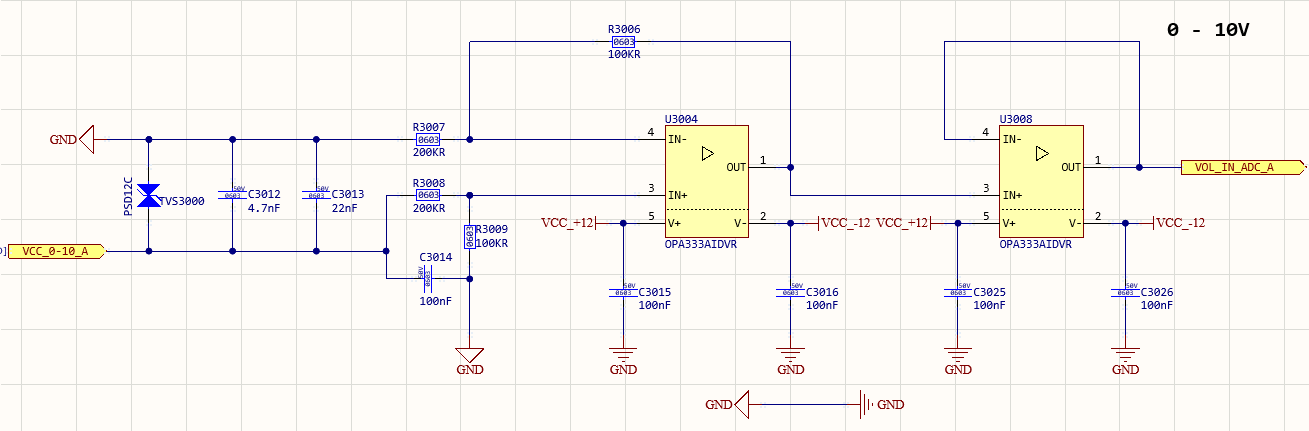 0 - 10V
R3006
0603
100KR
U3004
U3008
GND
R3007
0603
200KR
4
IN-
1
OUT
4
IN-
1
OUT
VOL_IN_ADC_A
PSD12C
TVS3000
50V
0603
C3012
4.7nF
50V
0603
C3013
22nF
R3008
0603
200KR
3
IN+
3
IN+
R3009
0603
100KR
VCC_+12
5
V+
V-
2
VCC_-12
VCC_+12
5
V+
V-
2
VCC_-12
OPA333AIDVR
OPA333AIDVR
VCC_0-10_A
C3014
50V
0603
100nF
50V
0603
C3015
100nF
50V
0603
C3016
100nF
50V
0603
C3025
100nF
50V
0603
C3026
100nF
GND
GND
GND
GND
GND
GND
GND